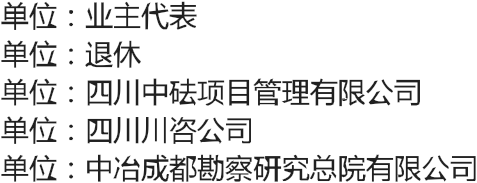 单位：业主代表
单位：退休
单位：四川中砝项目管理有限公司
单位：四川川咨公司
单位：中冶成都勘察研究总院有限公司